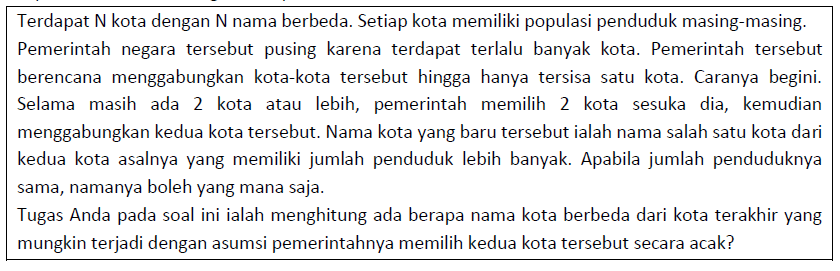 Terdapat N kota dengan N nama berbeda. Setiap kota memiliki populasi penduduk masing-masing.
Pemerintah negara tersebut pusing karena terdapat terlalu banyak kota. Pemerintah tersebut
berencana menggabungkan kota-kota tersebut hingga hanya tersisa satu kota. Caranya begini.
Selama masih ada 2 kota atau lebih, pemerintah memilih 2 kota sesuka dia, kemudian
menggabungkan kedua kota tersebut. Nama kota yang baru tersebut ialah nama salah satu kota dari
kedua kota asalnya yang memiliki jumlah penduduk lebih banyak. Apabila jumlah penduduknya
sama, namanya boleh yang mana saja.
Tugas Anda pada soal ini ialah menghitung ada berapa nama kota berbeda dari kota terakhir yang
mungkin terjadi dengan asumsi pemerintahnya memilih kedua kota tersebut secara acak?